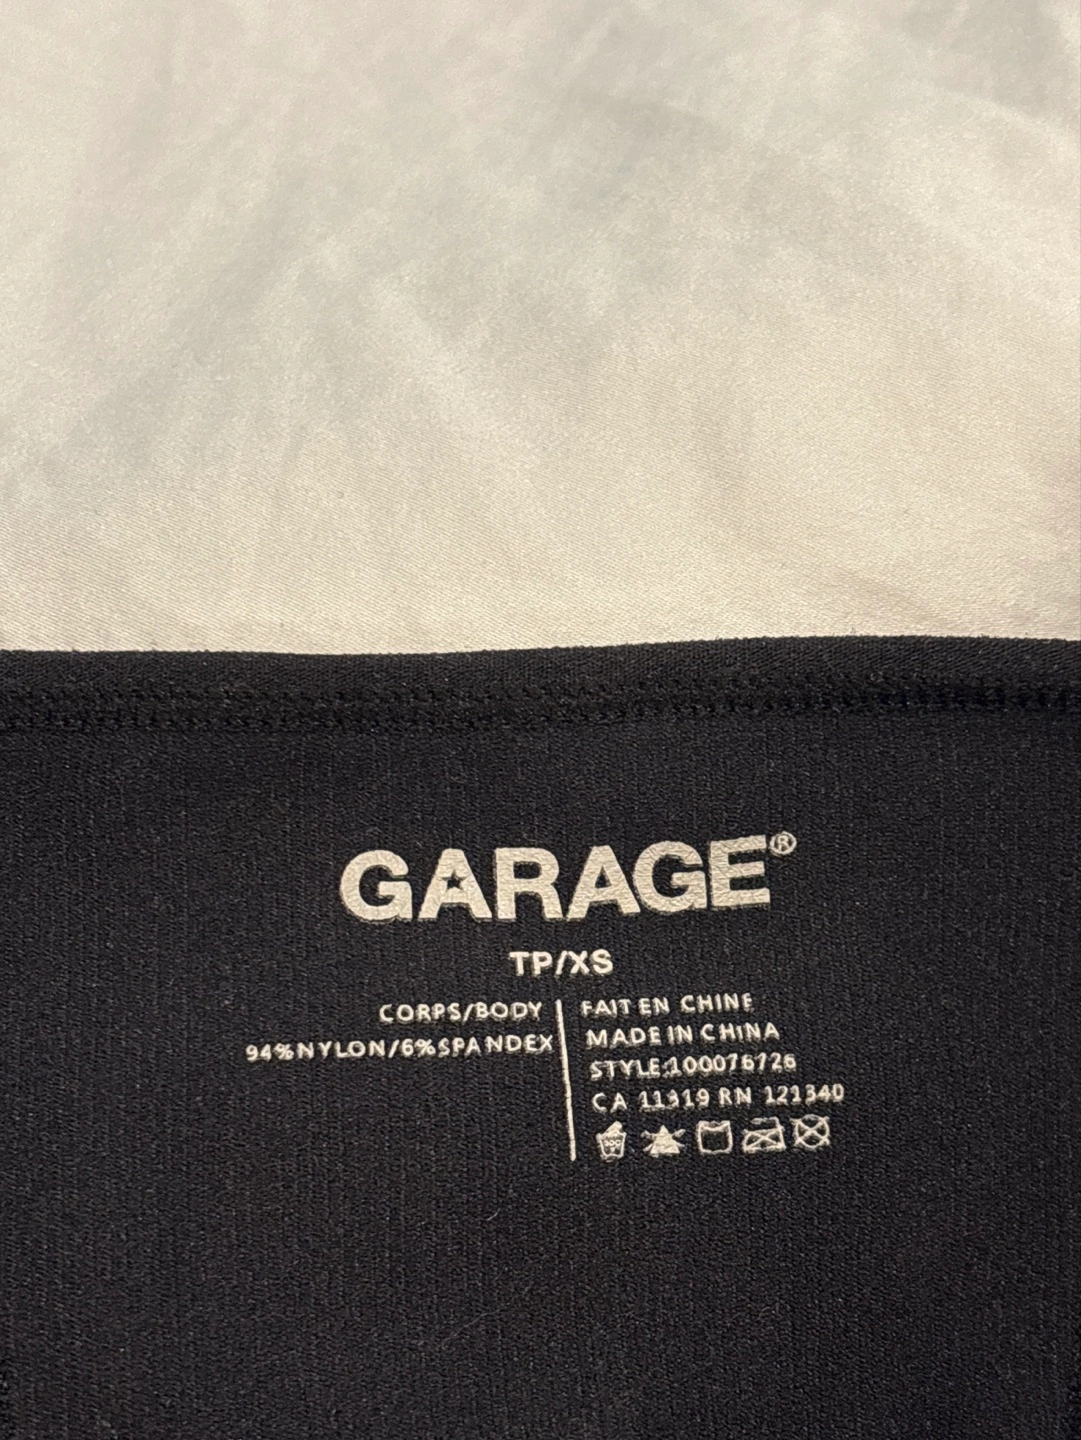 GARAGE®
TP/XS
CORPS/BODY
94%NYLON/6%SPANDEX
FAIT EN CHINE
MADE IN CHINA
STYLE:100076726
CA 11319 RN 121340